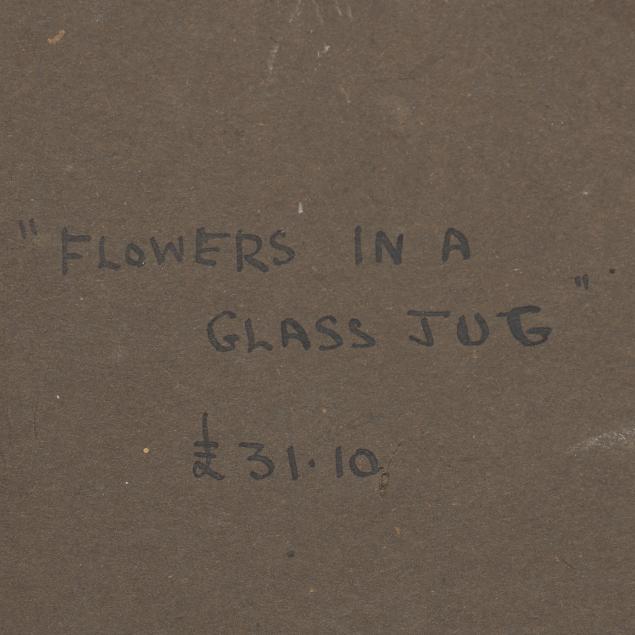 "FLOWERS IN A
GLASS JUG"
£31·10